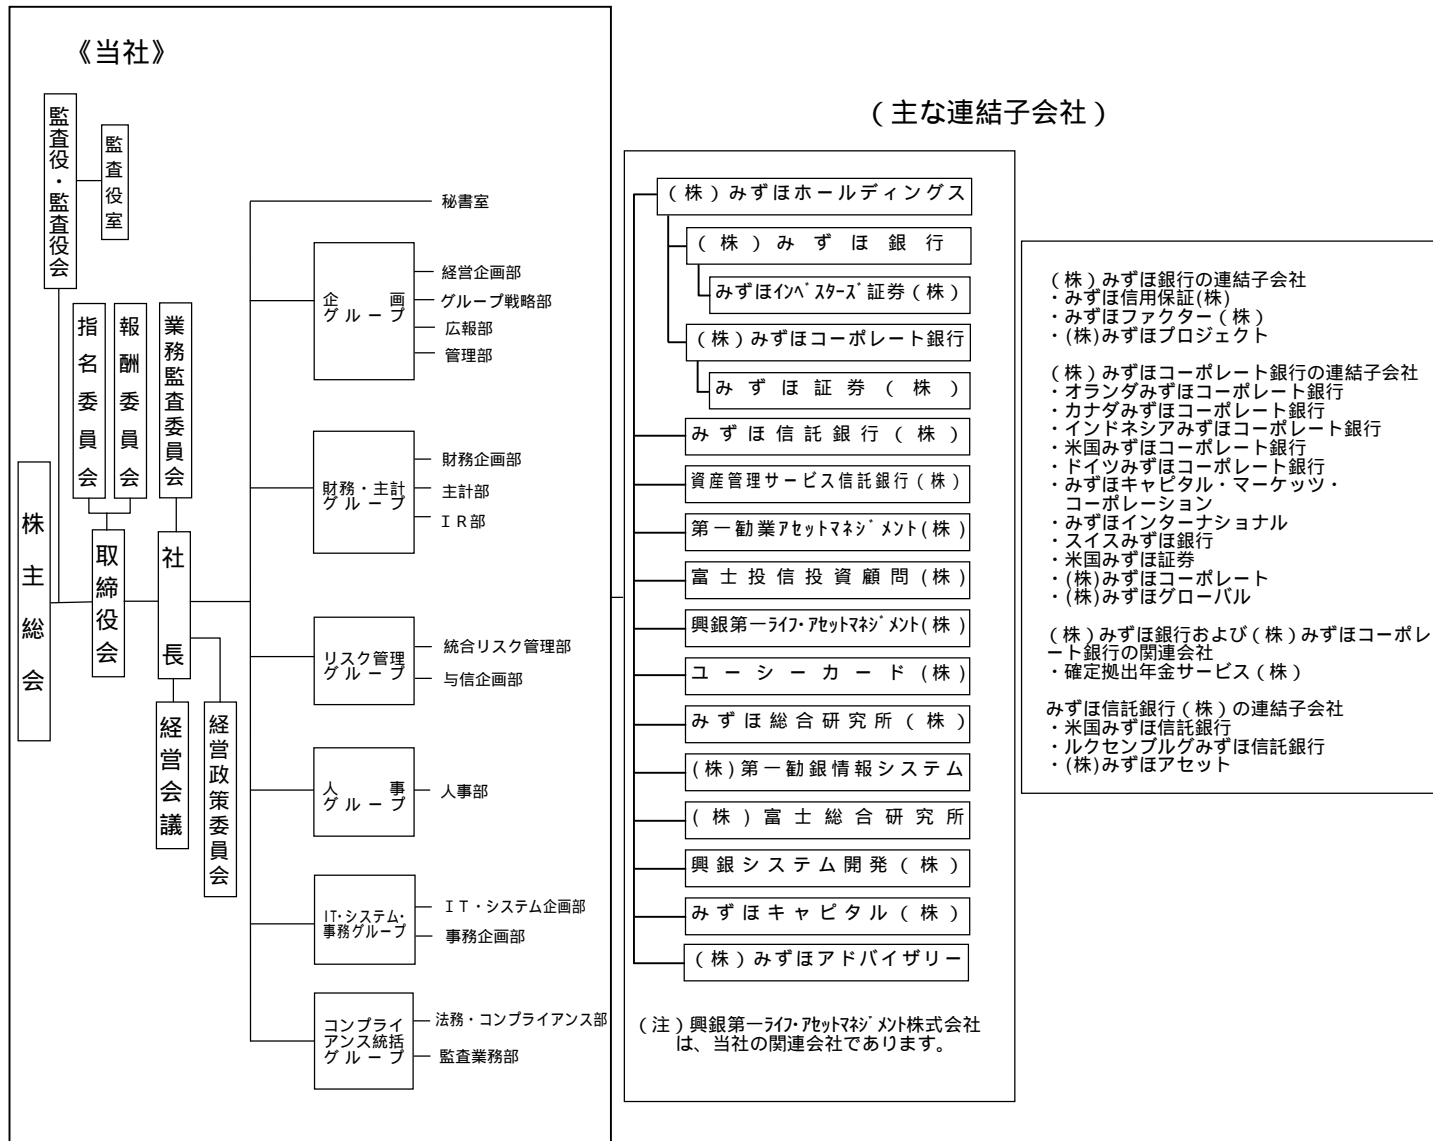 《当社》
監査役・監査役会
監査役室
指名委員会
報酬委員会
業務監査委員会
株主総会
取締役会
社長
経営会議
経営政策委員会
秘書室
企画
グループ
経営企画部
グループ戦略部
広報部
管理部
財務・主計
グループ
財務企画部
主計部
ＩＲ部
リスク管理
グループ
統合リスク管理部
与信企画部
人事
グループ
人事部
IT・システム・
事務グループ
ＩＴ・システム企画部
事務企画部
コンプライ
アンス統括
グループ
法務・コンプライアンス部
監査業務部
（主な連結子会社）
（株）みずほホールディングス
（株）みずほ銀行
みずほｲﾝﾍﾞｽﾀｰｽﾞ証券（株）
（株）みずほコーポレート銀行
みずほ証券（株）
みずほ信託銀行（株）
資産管理サービス信託銀行（株）
第一勧業ｱｾｯﾄﾏﾈｼﾞﾒﾝﾄ(株)
富士投信投資顧問(株)
興銀第一ﾗｲﾌ･ｱｾｯﾄﾏﾈｼﾞﾒﾝﾄ(株)
ユーシーカード(株)
みずほ総合研究所（株）
(株)第一勧銀情報システム
(株)富士総合研究所
興銀システム開発（株）
みずほキャピタル（株）
（株）みずほアドバイザリー
（注）興銀第一ﾗｲﾌ･ｱｾｯﾄﾏﾈｼﾞﾒﾝﾄ株式会社
は、当社の関連会社であります。
（株）みずほ銀行の連結子会社
・みずほ信用保証(株)
・みずほファクター（株）
・(株)みずほプロジェクト
（株）みずほコーポレート銀行の連結子会社
・オランダみずほコーポレート銀行
・カナダみずほコーポレート銀行
・インドネシアみずほコーポレート銀行
・米国みずほコーポレート銀行
・ドイツみずほコーポレート銀行
・みずほキャピタル・マーケッツ・
コーポレーション
・みずほインターナショナル
・スイスみずほ銀行
・米国みずほ証券
・(株)みずほコーポレート
・(株)みずほグローバル
（株）みずほ銀行および（株）みずほコーポレ
ート銀行の関連会社
・確定拠出年金サービス（株）
みずほ信託銀行（株）の連結子会社
・米国みずほ信託銀行
・ルクセンブルグみずほ信託銀行
・(株)みずほアセット